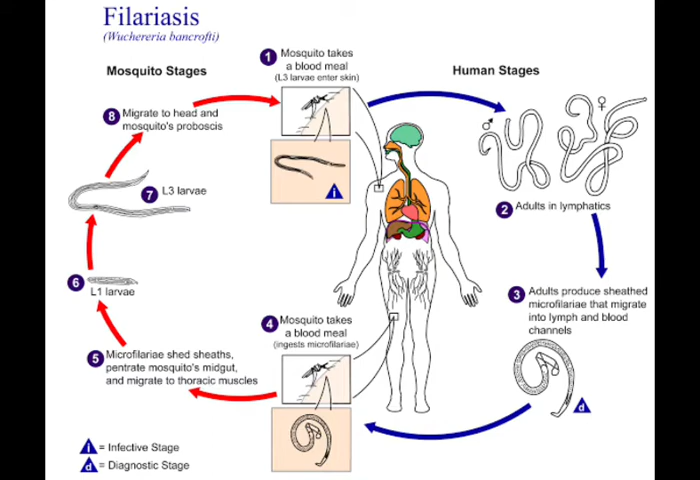 Filariasis
(Wuchereria bancrofti)
Mosquito Stages
Human Stages
1 Mosquito takes
a blood meal
(L3 larvae enter skin)
i
♂
♀
2 Adults in lymphatics
3 Adults produce sheathed
microfilariae that migrate
into lymph and blood
channels
d
4 Mosquito takes
a blood meal
(ingests microfilariae)
5 Microfilariae shed sheaths,
pentrate mosquito's midgut,
and migrate to thoracic muscles
6
L1 larvae
7 L3 larvae
8 Migrate to head and
mosquito's proboscis
i = Infective Stage
d = Diagnostic Stage